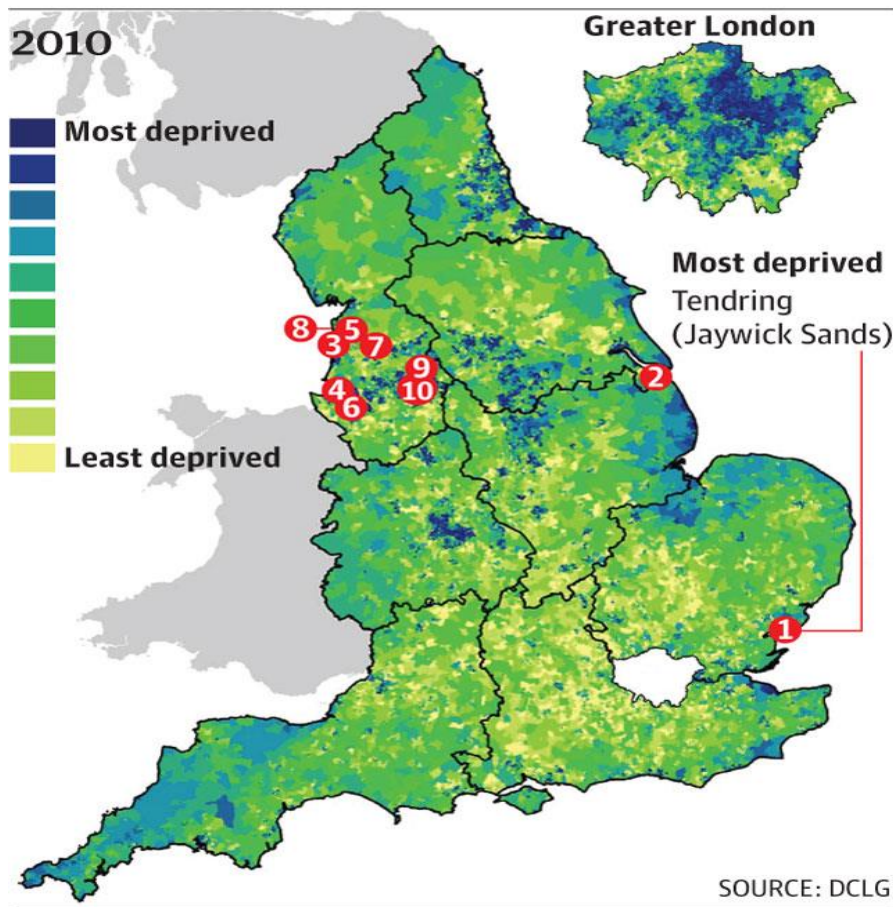 2010
Most deprived
Least deprived
Greater London
Most deprived
Tendring
(Jaywick Sands)
8
5
3
7
9
4
10
6
2
1
SOURCE: DCLG